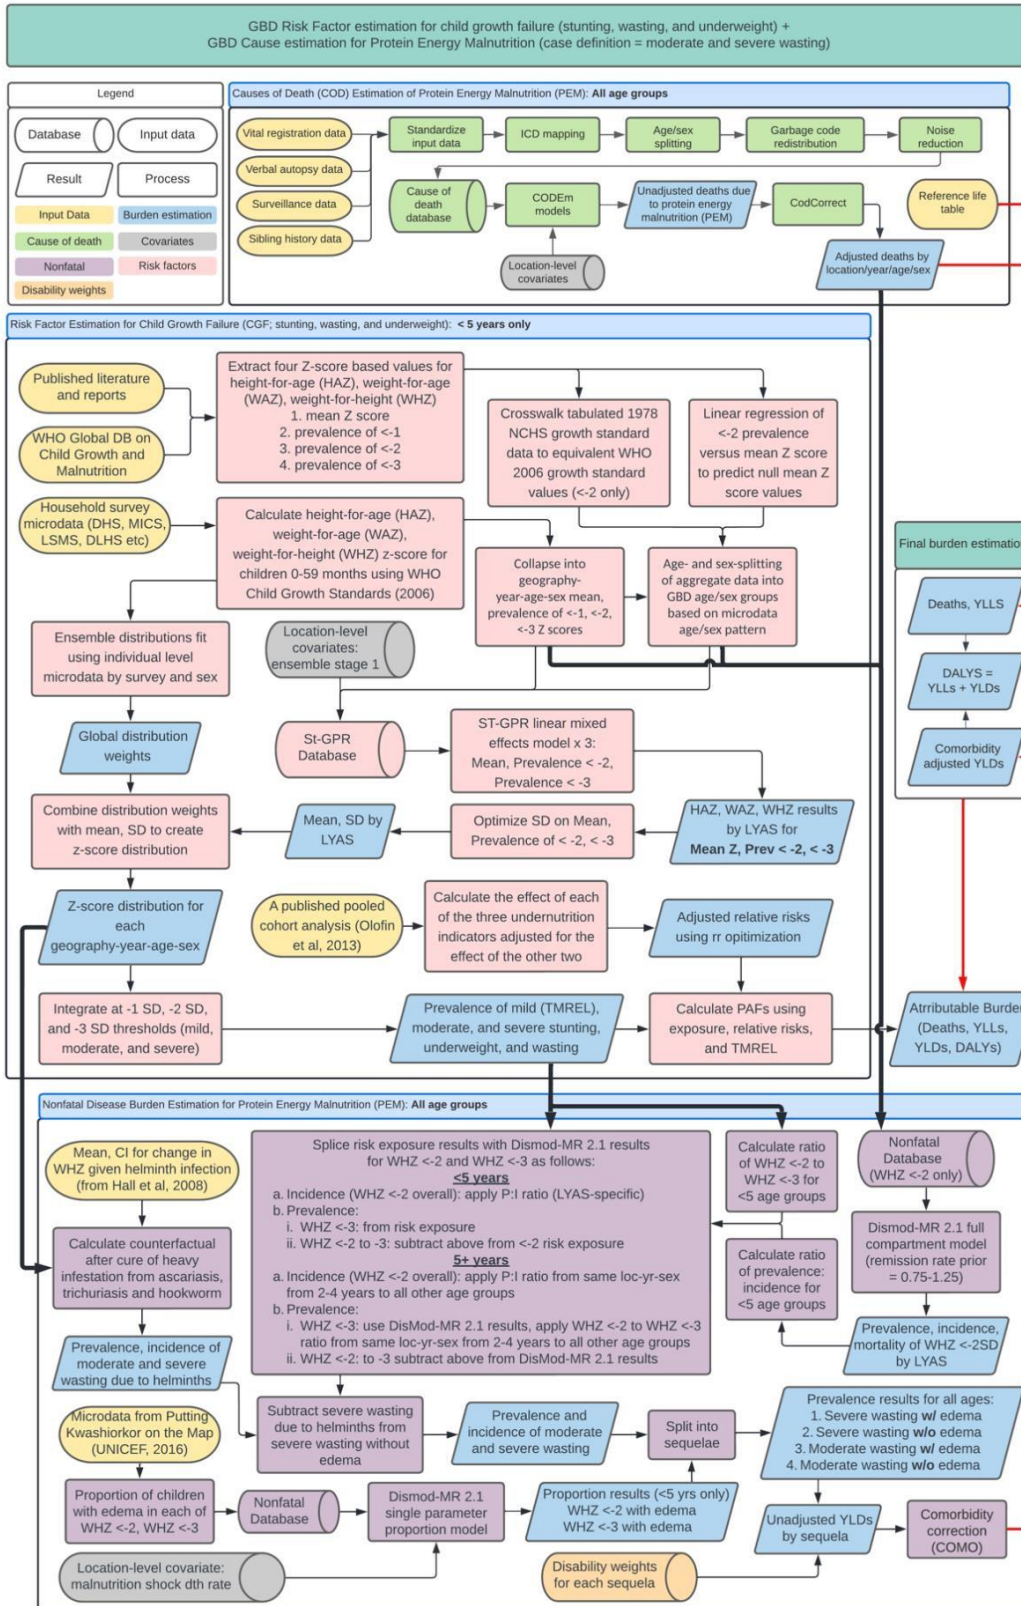 GBD Risk Factor estimation for child growth failure (stunting, wasting, and underweight) +
GBD Cause estimation for Protein Energy Malnutrition (case definition = moderate and severe wasting)
Legend
Database
Input data
Result
Process
Input Data
Burden estimation
Cause of death
Covariates
Nonfatal
Risk factors
Disability weights
Causes of Death (COD) Estimation of Protein Energy Malnutrition (PEM): All age groups
Vital registration data
Verbal autopsy data
Surveillance data
Sibling history data
Standardize
input data
ICD mapping
Age/sex
splitting
Garbage code
redistribution
Noise
reduction
Cause of
death
database
CODEm
models
Unadjusted deaths due
to protein energy
malnutrition (PEM)
CodCorrect
Reference life
table
Location-level
covariates
Adjusted deaths by
location/year/age/sex
Risk Factor Estimation for Child Growth Failure (CGF; stunting, wasting, and underweight): < 5 years only
Published literature
and reports
WHO Global DB on
Child Growth and
Malnutrition
Household survey
microdata (DHS, MICS,
LSMS, DLHS etc)
Extract four Z-score based values for
height-for-age (HAZ), weight-for-age
(WAZ), weight-for-height (WHZ)
1. mean Z score
2. prevalence of <-1
3. prevalence of <-2
4. prevalence of <-3
Crosswalk tabulated 1978
NCHS growth standard
data to equivalent WHO
2006 growth standard
values (<-2 only)
Linear regression of
<-2 prevalence
versus mean Z score
to predict null mean Z
score values
Calculate height-for-age (HAZ),
weight-for-age (WAZ),
weight-for-height (WHZ) z-score for
children 0-59 months using WHO
Child Growth Standards (2006)
Collapse into
geography-
year-age-sex mean,
prevalence of <-1, <-2,
<-3 Z scores
Age- and sex-splitting
of aggregate data into
GBD age/sex groups
based on microdata
age/sex pattern
Ensemble distributions fit
using individual level
microdata by survey and sex
Location-level
covariates:
ensemble stage 1
Global distribution
weights
St-GPR
Database
ST-GPR linear mixed
effects model x 3:
Mean, Prevalence < -2,
Prevalence < -3
Combine distribution weights
with mean, SD to create
z-score distribution
Mean, SD by
LYAS
Optimize SD on Mean,
Prevalence of < -2, < -3
HAZ, WAZ, WHZ results
by LYAS for
Mean Z, Prev < -2, < -3
Z-score distribution for
each
geography-year-age-sex
A published pooled
cohort analysis (Olofin
et al, 2013)
Calculate the effect of each
of the three undernutrition
indicators adjusted for the
effect of the other two
Adjusted relative risks
using rr opitimization
Integrate at -1 SD, -2 SD,
and -3 SD thresholds (mild,
moderate, and severe)
Prevalence of mild (TMREL),
moderate, and severe stunting,
underweight, and wasting
Calculate PAFs using
exposure, relative risks,
and TMREL
Final burden estimation
Deaths, YLLS
DALYS =
YLLs + YLDs
Comorbidity
adjusted YLDs
Atrributable Burden
(Deaths, YLLs,
YLDs, DALYs)
Nonfatal Disease Burden Estimation for Protein Energy Malnutrition (PEM): All age groups
Mean, CI for change in
WHZ given helminth infection
(from Hall et al, 2008)
Calculate counterfactual
after cure of heavy
infestation from ascariasis,
trichuriasis and hookworm
Prevalence, incidence of
moderate and severe
wasting due to helminths
Splice risk exposure results with Dismod-MR 2.1 results
for WHZ <-2 and WHZ <-3 as follows:
<5 years
a. Incidence (WHZ <-2 overall): apply P:I ratio (LYAS-specific)
b. Prevalence:
i. WHZ <-3: from risk exposure
ii. WHZ <-2 to -3: subtract above from <-2 risk exposure
5+ years
a. Incidence (WHZ <-2 overall): apply P:I ratio from same loc-yr-sex
from 2-4 years to all other age groups
b. Prevalence:
i. WHZ <-3: use DisMod-MR 2.1 results, apply WHZ <-2 to WHZ <-3
ratio from same loc-yr-sex from 2-4 years to all other age groups
ii. WHZ <-2: to -3 subtract above from DisMod-MR 2.1 results
Calculate ratio
of WHZ <-2 to
WHZ <-3 for
<5 age groups
Calculate ratio
of prevalence:
incidence for
<5 age groups
Nonfatal
Database
(WHZ <-2 only)
Dismod-MR 2.1 full
compartment model
(remission rate prior
= 0.75-1.25)
Prevalence, incidence,
mortality of WHZ <-2SD
by LYAS
Microdata from Putting
Kwashiorkor on the Map
(UNICEF, 2016)
Subtract severe wasting
due to helminths from
severe wasting without
edema
Prevalence and
incidence of moderate
and severe wasting
Split into
sequelae
Prevalence results for all ages:
1. Severe wasting w/ edema
2. Severe wasting w/o edema
3. Moderate wasting w/ edema
4. Moderate wasting w/o edema
Proportion of children
with edema in each of
WHZ <-2, WHZ <-3
Nonfatal
Database
Dismod-MR 2.1
single parameter
proportion model
Proportion results (<5 yrs only)
WHZ <-2 with edema
WHZ <-3 with edema
Unadjusted YLDs
by sequela
Comorbidity
correction
(COMO)
Location-level covariate:
malnutrition shock dth rate
Disability weights
for each sequela